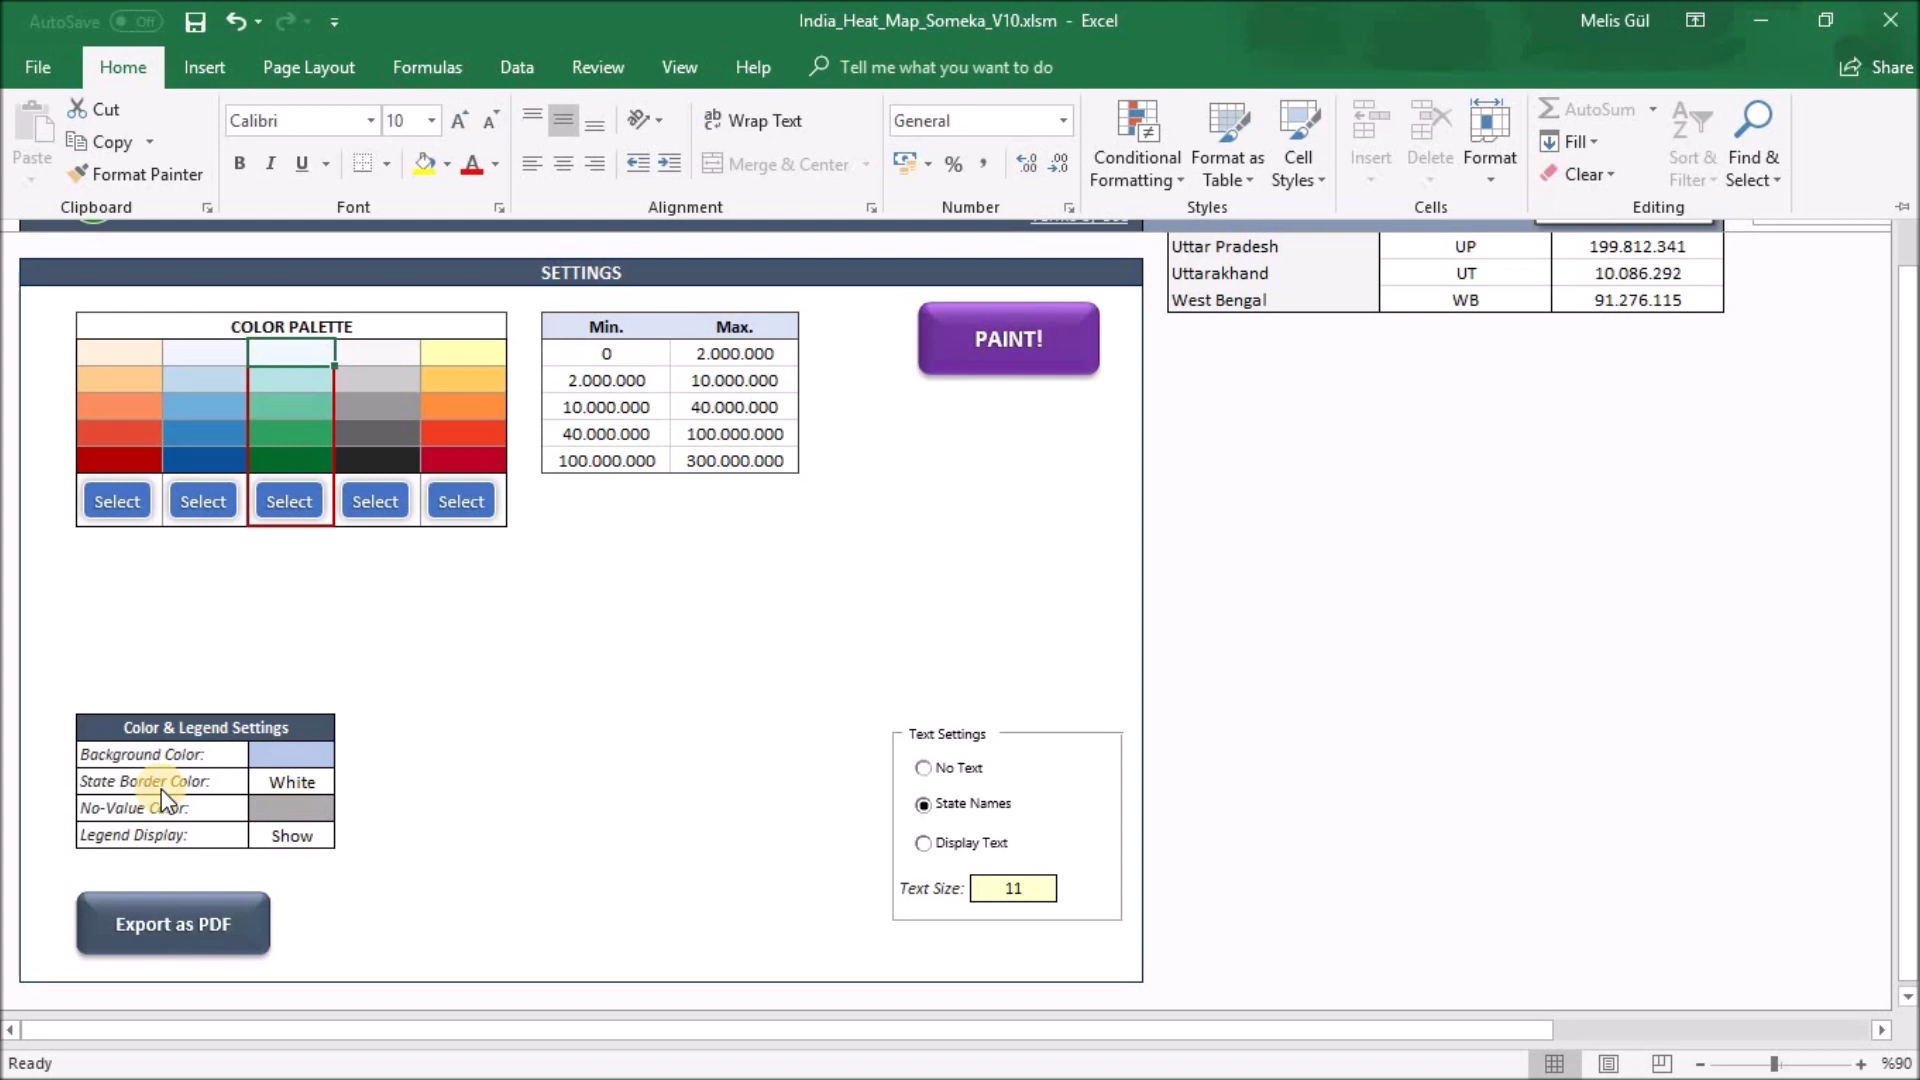 AutoSave Off
India_Heat_Map_Someka_V10.xlsm - Excel
Melis Gül
File Home Insert Page Layout Formulas Data Review View Help Tell me what you want to do Share
Cut
Copy
Paste
Format Painter
Clipboard
Calibri 10
B I U
Font
Wrap Text
Merge & Center
Alignment
General
%
Number
Conditional Formatting
Format as Table
Cell Styles
Styles
Insert
Delete
Format
Cells
AutoSum
Fill
Clear
Sort & Filter
Find & Select
Editing
Uttar Pradesh UP 199.812.341
Uttarakhand UT 10.086.292
West Bengal WB 91.276.115
SETTINGS
COLOR PALETTE
Select Select Select Select Select
Min. Max.
0 2.000.000
2.000.000 10.000.000
10.000.000 40.000.000
40.000.000 100.000.000
100.000.000 300.000.000
PAINT!
Color & Legend Settings
Background Color:
State Border Color: White
No-Value Color:
Legend Display: Show
Export as PDF
Text Settings
No Text
State Names
Display Text
Text Size: 11
Ready
%90